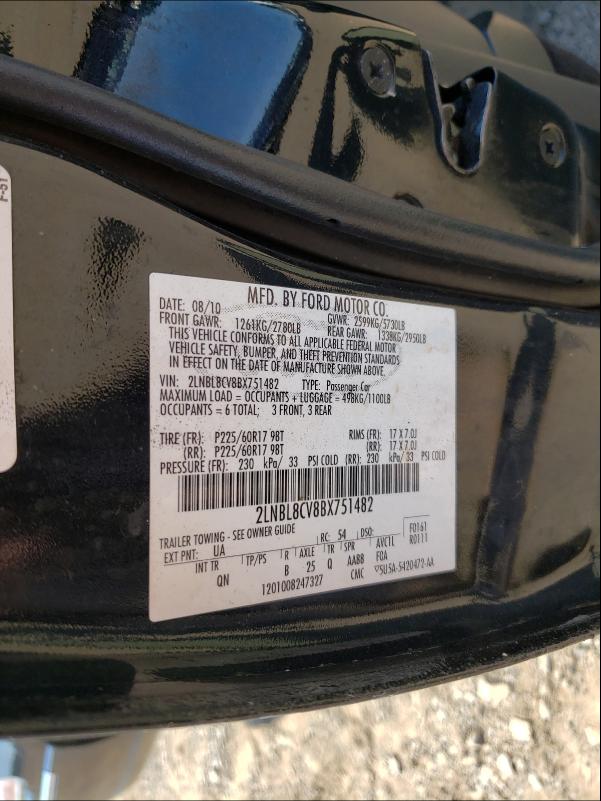 F-51
MFD. BY FORD MOTOR CO.
DATE: 08/10 GVWR: 2599KG/5730LB
FRONT GAWR: 1261KG/2780LB REAR GAWR: 1338KG/2950LB
THIS VEHICLE CONFORMS TO ALL APPLICABLE FEDERAL MOTOR
VEHICLE SAFETY, BUMPER, AND THEFT PREVENTION STANDARDS
IN EFFECT ON THE DATE OF MANUFACTURE SHOWN ABOVE.
VIN: 2LNBL8CV8BX751482 TYPE: Passenger Car
MAXIMUM LOAD = OCCUPANTS + LUGGAGE = 498KG/1100LB
OCCUPANTS = 6 TOTAL; 3 FRONT, 3 REAR
TIRE (FR): P225/60R17 98T RIMS (FR): 17 X 7.0J
(RR): P225/60R17 98T (RR): 17 X 7.0J
PRESSURE (FR): 230 kPa/ 33 PSI COLD (RR): 230 kPa/ 33 PSI COLD
2LNBL8CV8BX751482
TRAILER TOWING - SEE OWNER GUIDE F0161
EXT PNT: UA RC: 54 DSO: R0111
INT TR TP/PS R AXLE TR SPR AVC1L
QN B 25 Q AABB FOA
1201008247327 CMC 5U5A-5420472-AA